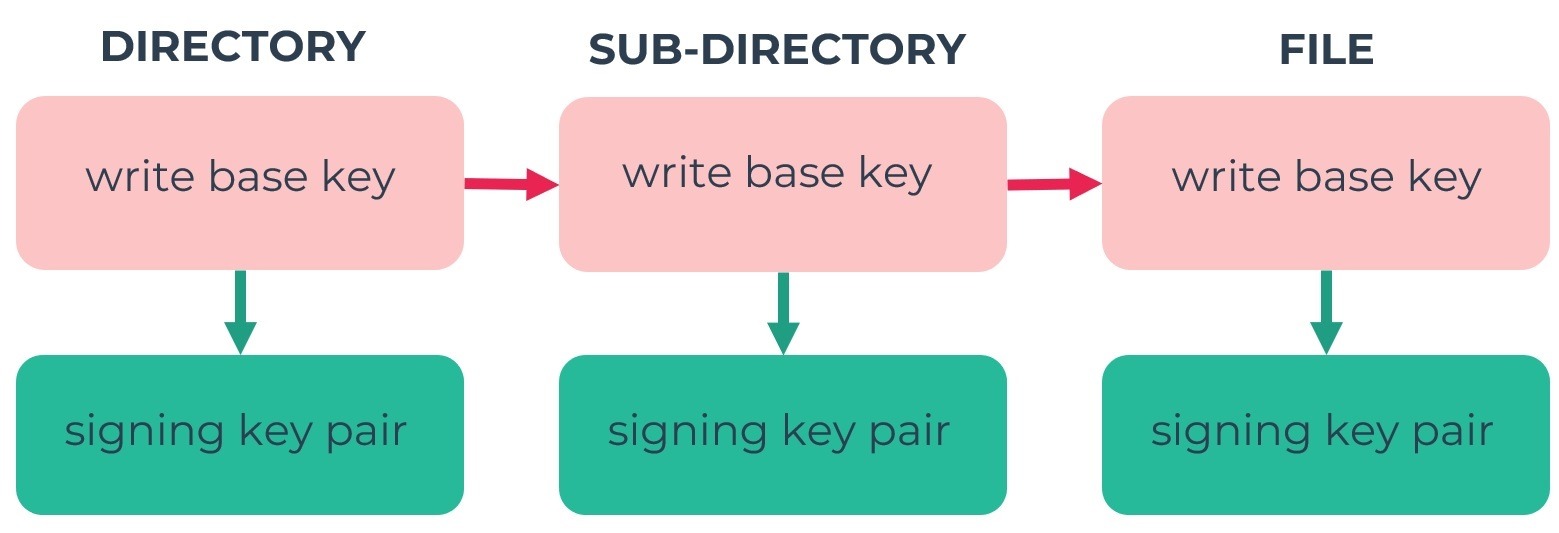 DIRECTORY
SUB-DIRECTORY
FILE
write base key
write base key
write base key
signing key pair
signing key pair
signing key pair